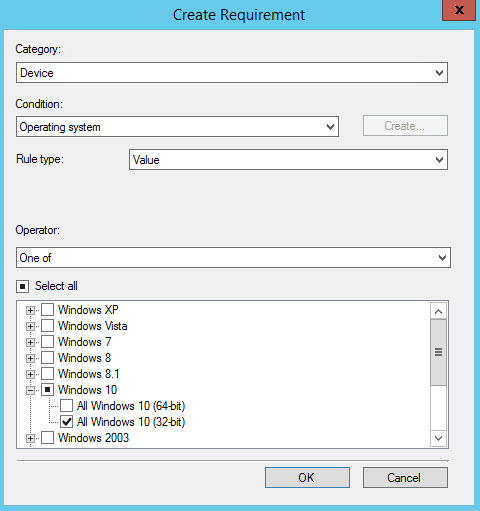 Create Requirement
x
Category:
Device
Condition:
Operating system
Create...
Rule type:
Value
Operator:
One of
Select all
Windows XP
Windows Vista
Windows 7
Windows 8
Windows 8.1
Windows 10
All Windows 10 (64-bit)
All Windows 10 (32-bit)
Windows 2003
OK
Cancel